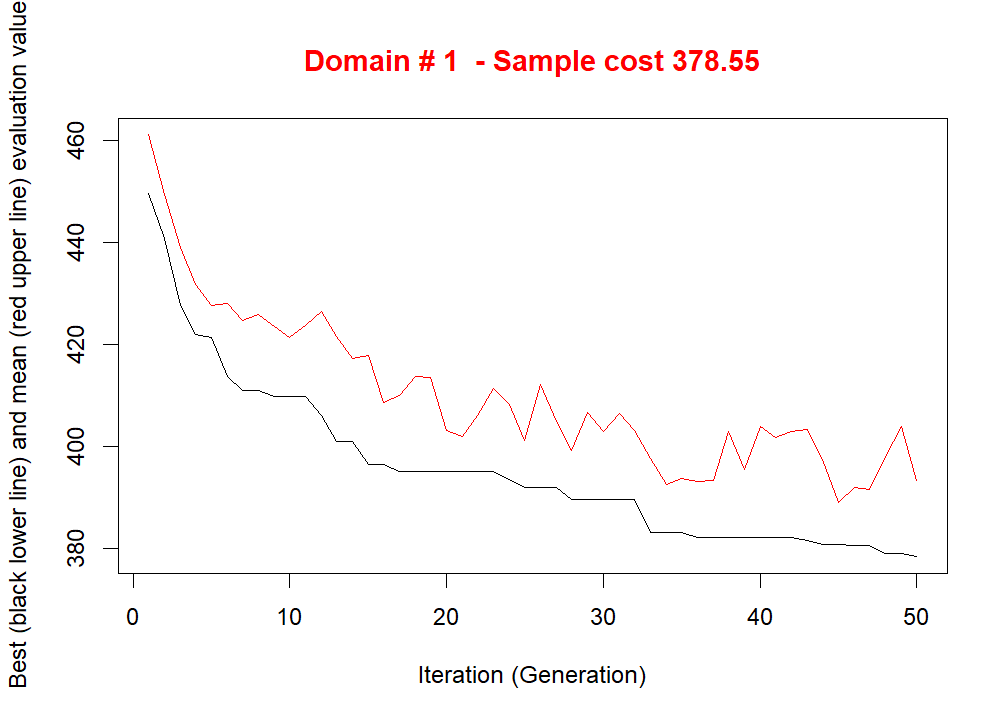 Domain # 1  - Sample cost 378.55
Best (black lower line) and mean (red upper line) evaluation value
460
440
420
400
380
0 10 20 30 40 50
Iteration (Generation)